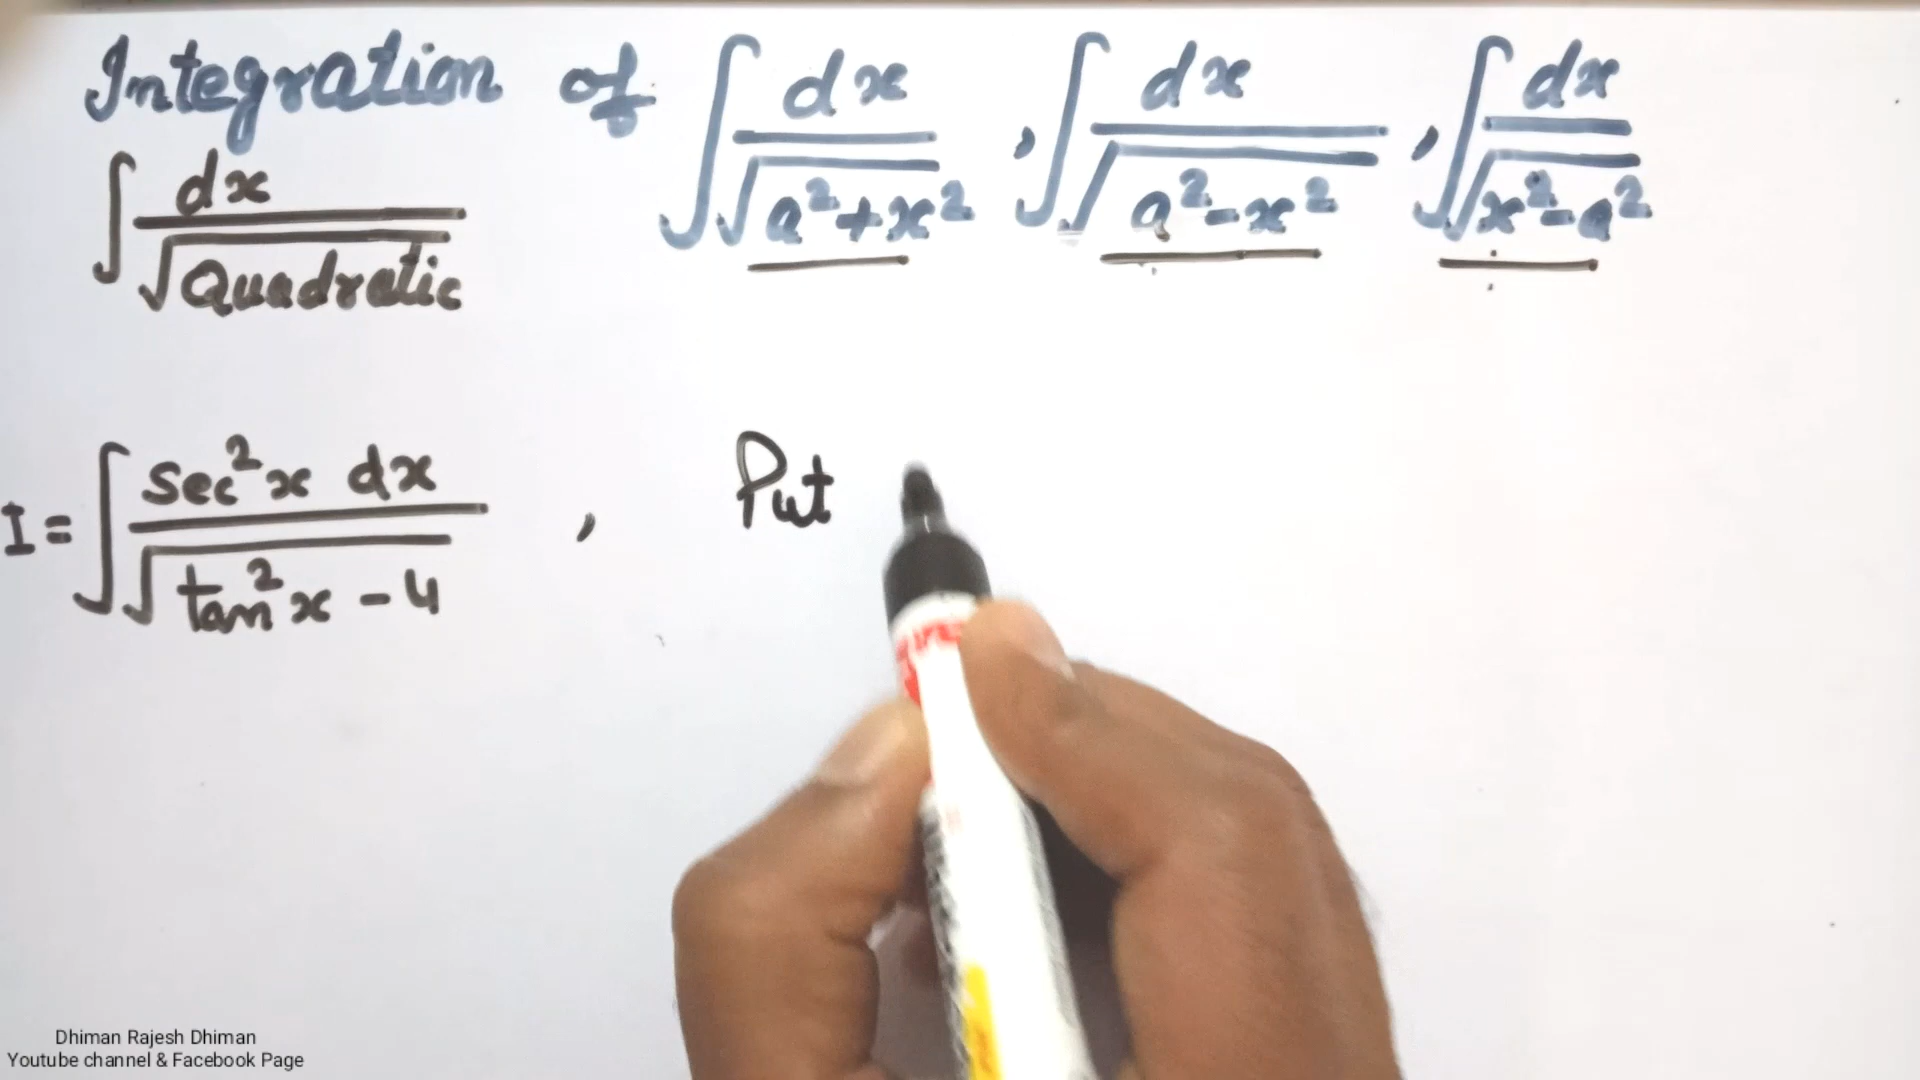 Integration of ∫ dx/√(a²+x²) , ∫ dx/√(a²-x²) , ∫ dx/√(x²-a²)
∫ dx/√Quadratic
I = ∫ sec²x dx/√(tan²x - 4) , Put
Dhiman Rajesh Dhiman
Youtube channel & Facebook Page